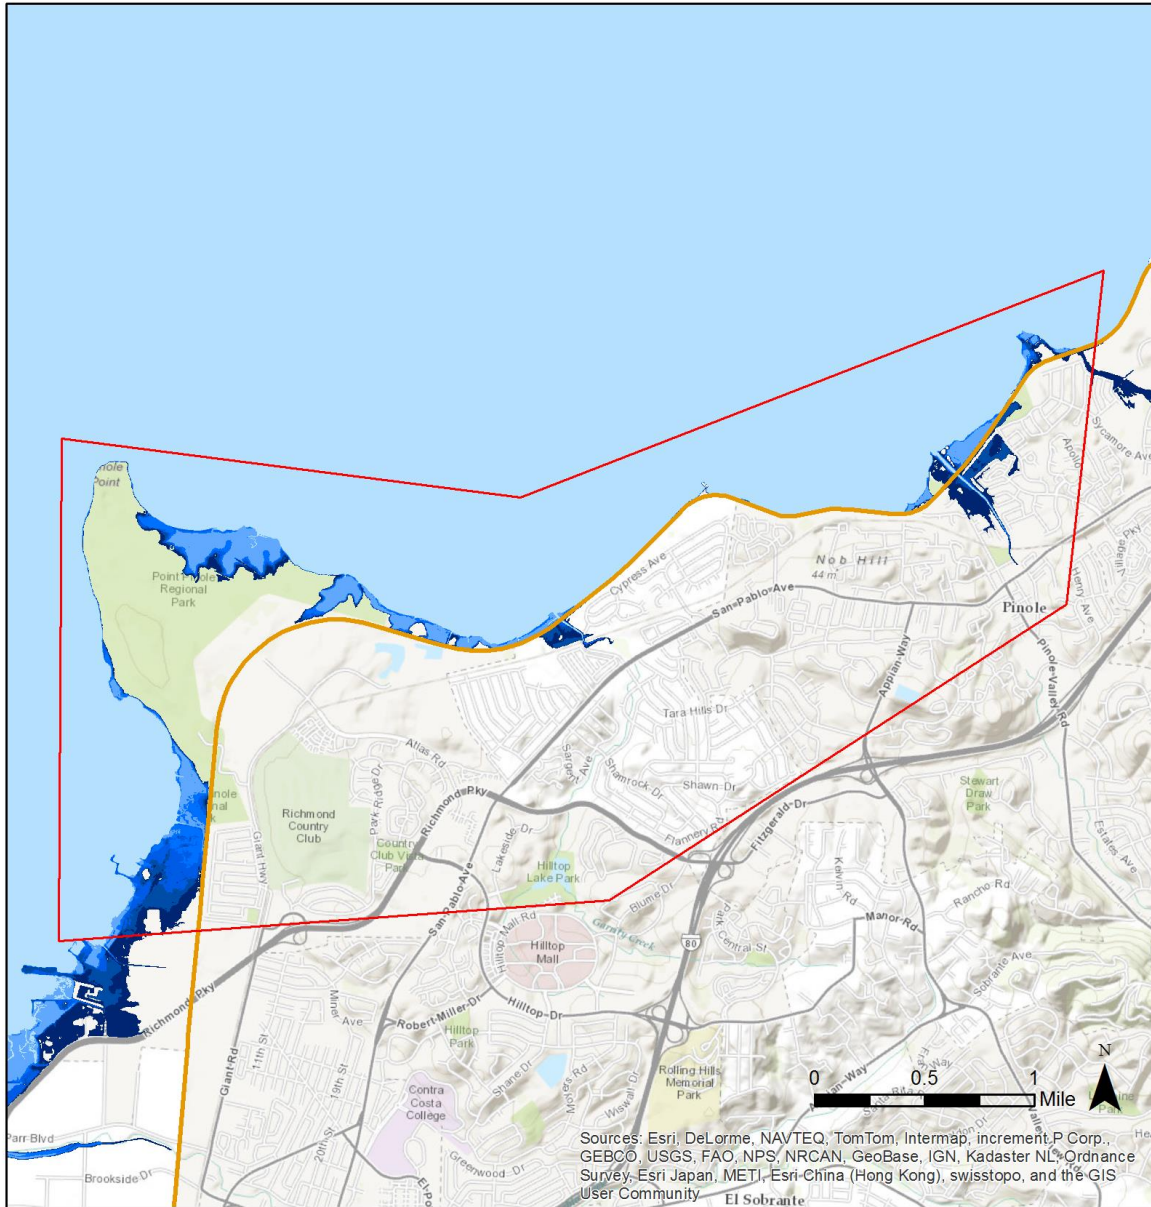 Point
Point Pinole
Regional
Park
Cypress Ave
Nob Hill
44 m
San Pablo Ave
Pinole
Sycamore Ave
Apollo
Village Pky
Henry Ave
Appian Way
Pinole Valley
Rd
Tara Hills Dr
Atlas Rd
Sargent
Ave
Shamrock Dr
Shawn Dr
Richmond
Country
Club
Park Ridge Dr
Richmond Pky
Giant Hwy
Country
Club Vista
Park
Lakeside Dr
Flannery Rd
Fitzgerald Dr
Stewart
Draw
Park
Estates Ave
Hilltop
Lake Park
San Pablo Ave
Hilltop Mall Rd
Blume Dr
Kelvin Rd
Rancho Rd
Manor Rd
Park Central St
Garrity Creek
Hilltop
Mall
80
Sobrante Ave
Richmond Pky
Robert Miller Dr
Hilltop Dr
Hilltop
Park
Giant Rd
11th St
19th St
20th St
Shane Dr
Contra
Costa
College
Rolling Hills
Memorial
Park
Wiswall Dr
Greenwood Dr
Parr Blvd
Brookside Dr
El Sobrante
N
0 0.5 1
Mile
Sources: Esri, DeLorme, NAVTEQ, TomTom, Intermap, increment P Corp.,
GEBCO, USGS, FAO, NPS, NRCAN, GeoBase, IGN, Kadaster NL, Ordnance
Survey, Esri Japan, METI, Esri China (Hong Kong), swisstopo, and the GIS
User Community